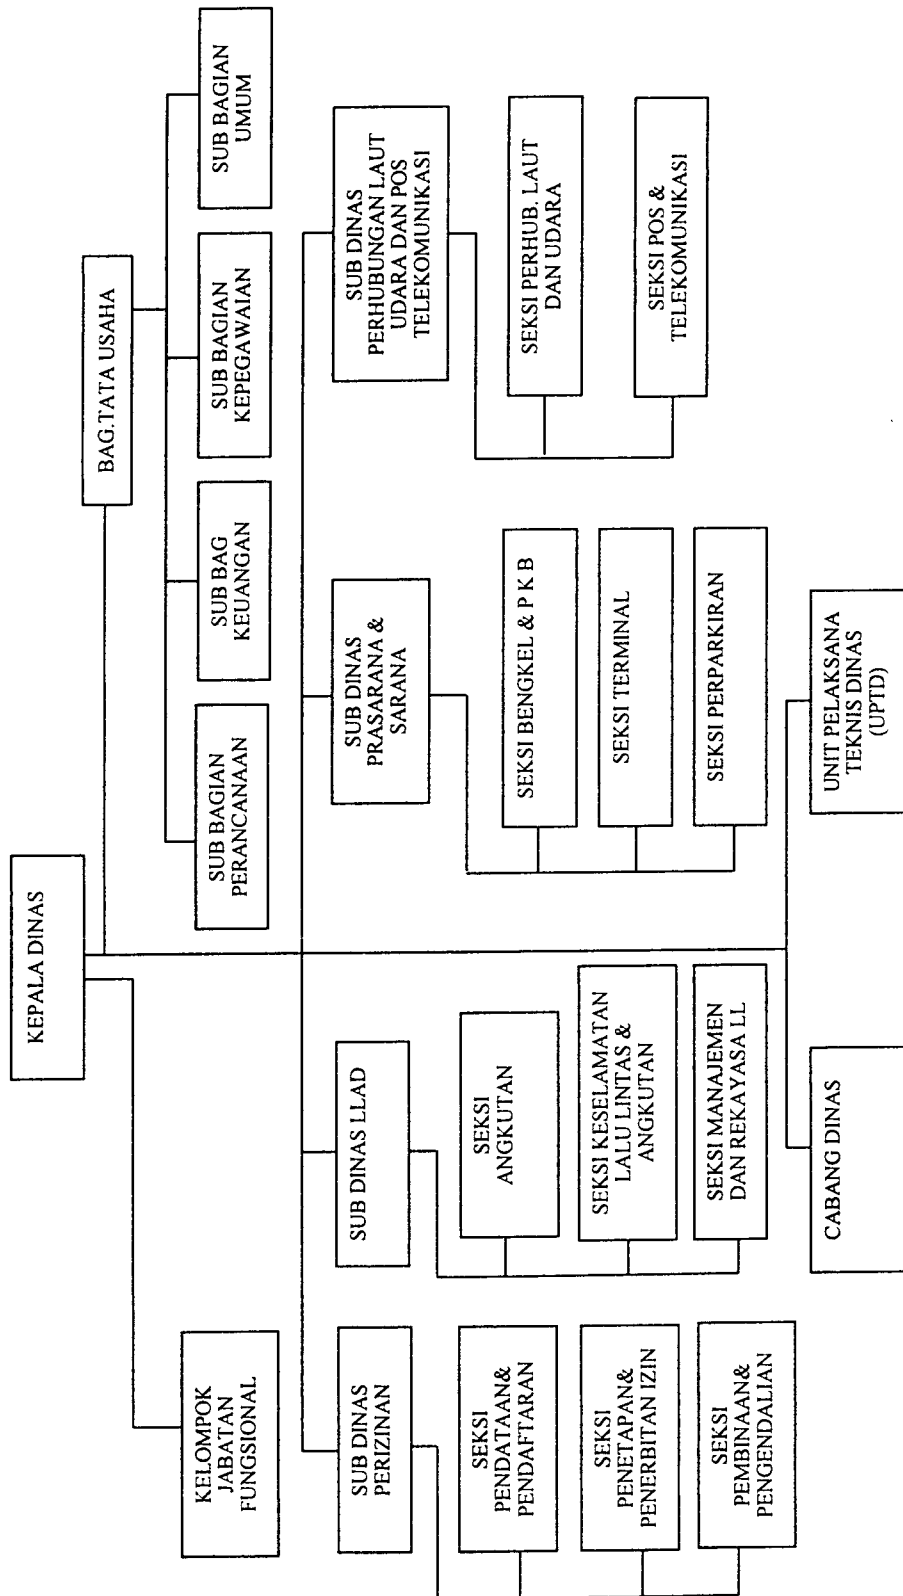 KEPALA DINAS
BAG.TATA USAHA
KELOMPOK
JABATAN
FUNGSIONAL
SUB BAGIAN
PERANCANAAN
SUB BAG
KEUANGAN
SUB BAGIAN
KEPEGAWAIAN
SUB BAGIAN
UMUM
SUB DINAS
PERIZINAN
SUB DINAS LLAD
SUB DINAS
PRASARANA &
SARANA
SUB DINAS
PERHUBUNGAN LAUT
UDARA DAN POS
TELEKOMUNIKASI
SEKSI
PENDATAAN&
PENDAFTARAN
SEKSI
PENETAPAN&
PENERBITAN IZIN
SEKSI
PEMBINAAN&
PENGENDALIAN
SEKSI
ANGKUTAN
SEKSI KESELAMATAN
LALU LINTAS &
ANGKUTAN
SEKSI MANAJEMEN
DAN REKAYASA LL
SEKSI BENGKEL & P K B
SEKSI TERMINAL
SEKSI PERPARKIRAN
SEKSI PERHUB. LAUT
DAN UDARA
SEKSI POS &
TELEKOMUNIKASI
CABANG DINAS
UNIT PELAKSANA
TEKNIS DINAS
(UPTD)